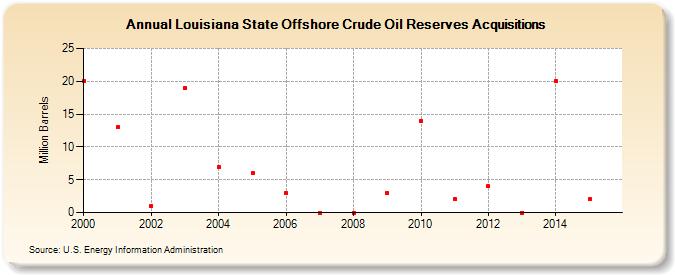 Annual Louisiana State Offshore Crude Oil Reserves Acquisitions
Million Barrels
25
20
15
10
5
0
2000 2002 2004 2006 2008 2010 2012 2014
Source: U.S. Energy Information Administration